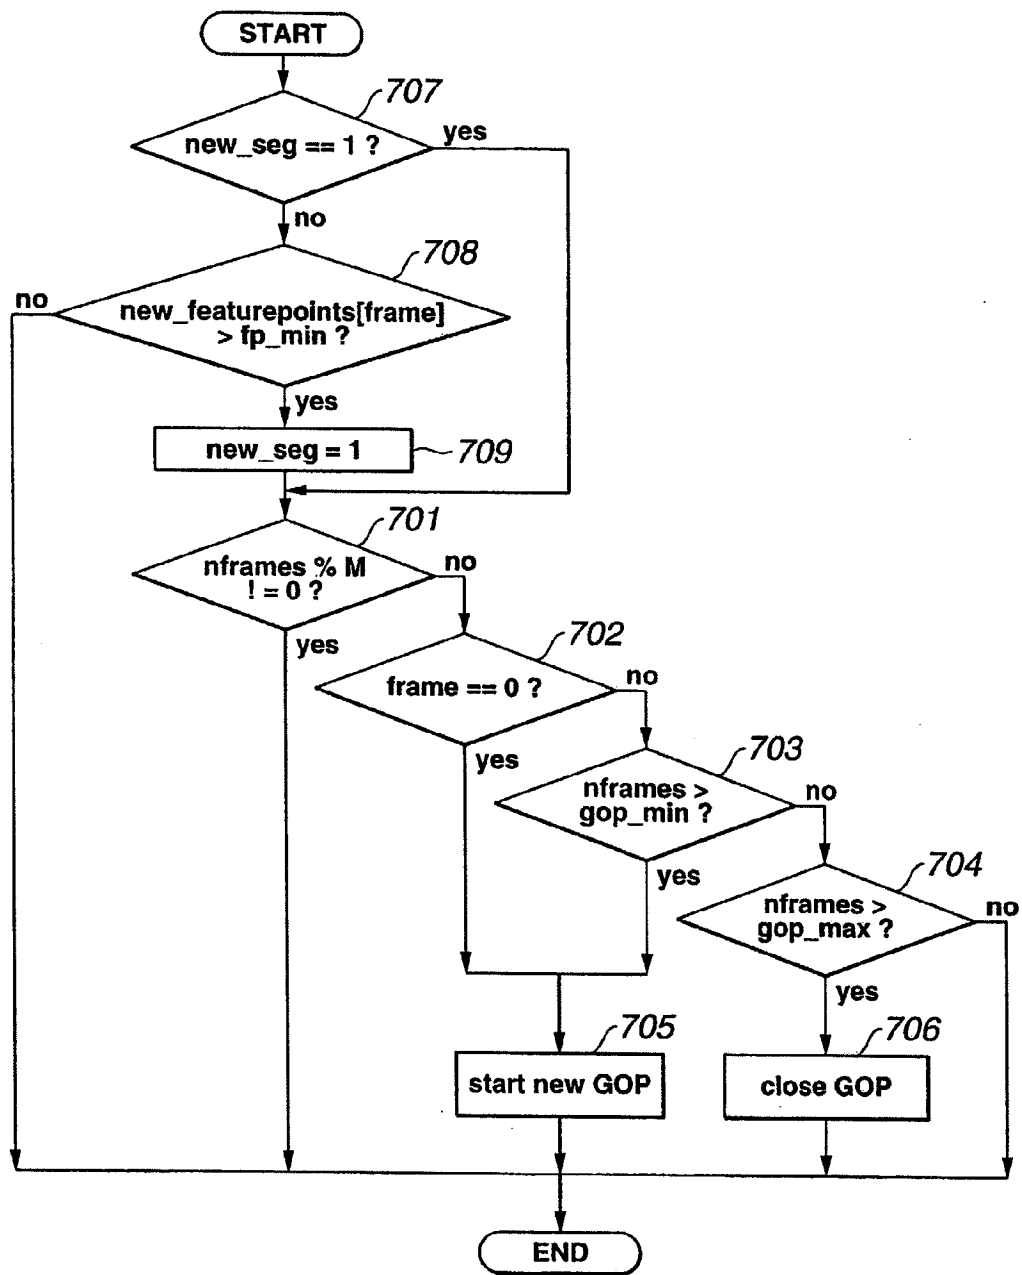 START
707
new_seg == 1 ?
yes
no
708
no
new_featurepoints[frame]
> fp_min ?
yes
new_seg = 1
709
701
nframes % M
! = 0 ?
no
yes
702
frame == 0 ?
no
yes
703
nframes >
gop_min ?
no
yes
704
nframes >
gop_max ?
no
yes
705
start new GOP
706
close GOP
END